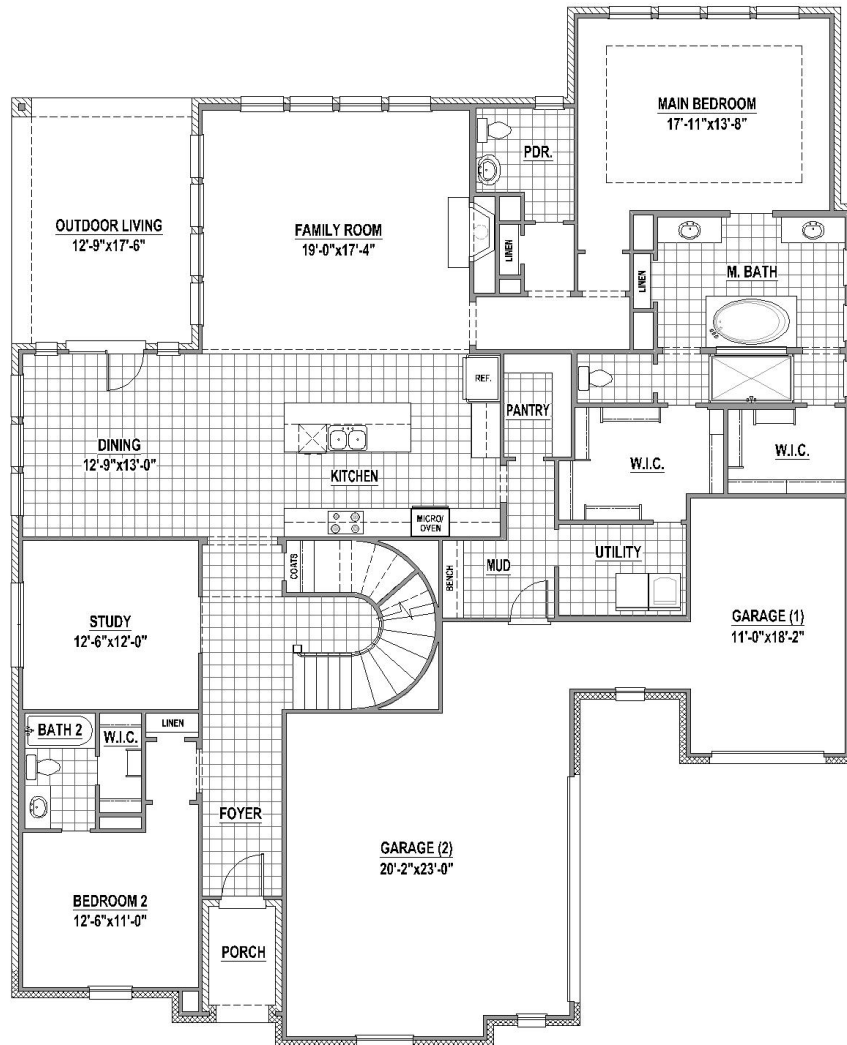 MAIN BEDROOM
17'-11"x13'-8"
PDR.
OUTDOOR LIVING
12'-9"x17'-6"
FAMILY ROOM
19'-0"x17'-4"
LINEN
LINEN
M. BATH
REF.
PANTRY
DINING
12'-9"x13'-0"
KITCHEN
W.I.C.
W.I.C.
MICRO/
OVEN
COATS
BENCH
MUD
UTILITY
STUDY
12'-6"x12'-0"
GARAGE (1)
11'-0"x18'-2"
BATH 2
W.I.C.
LINEN
FOYER
GARAGE (2)
20'-2"x23'-0"
BEDROOM 2
12'-6"x11'-0"
PORCH